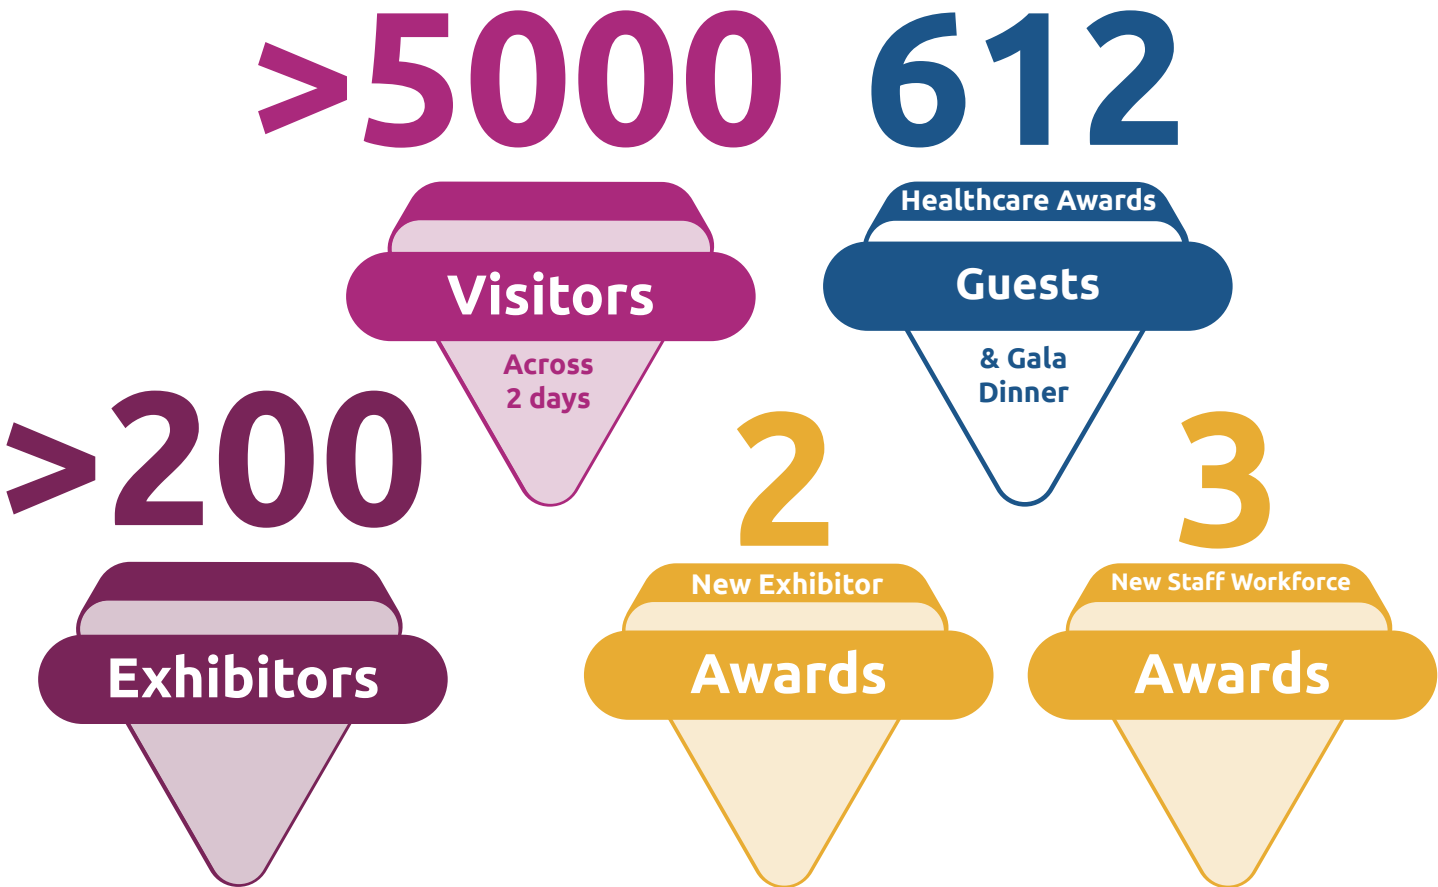 >5000
Visitors
Across
2 days
612
Healthcare Awards
Guests
& Gala
Dinner
>200
Exhibitors
2
New Exhibitor
Awards
3
New Staff Workforce
Awards